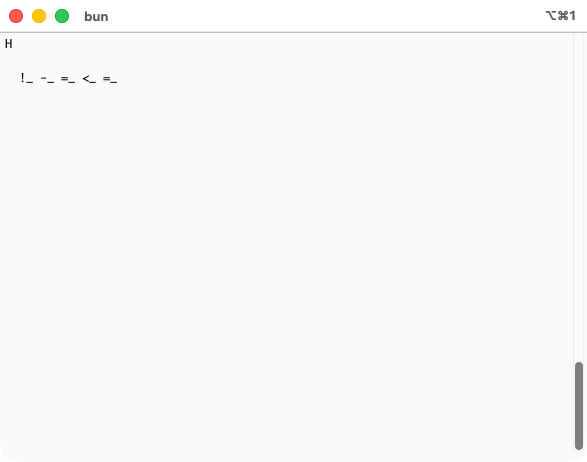 bun ⌥⌘1
H
!_ -_ =_ <_ =_